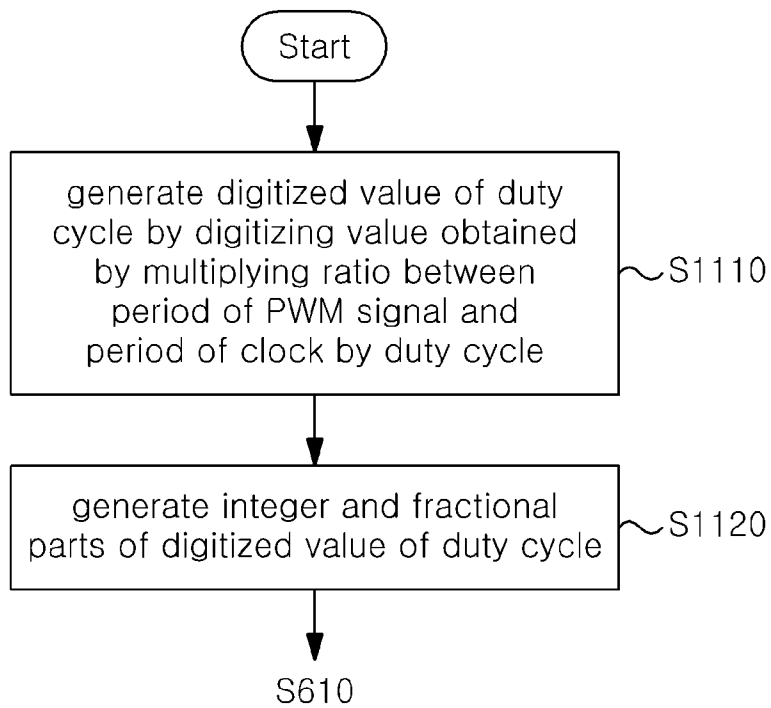 Start
generate digitized value of duty
cycle by digitizing value obtained
by multiplying ratio between
period of PWM signal and
period of clock by duty cycle
S1110
generate integer and fractional
parts of digitized value of duty cycle
S1120
S610